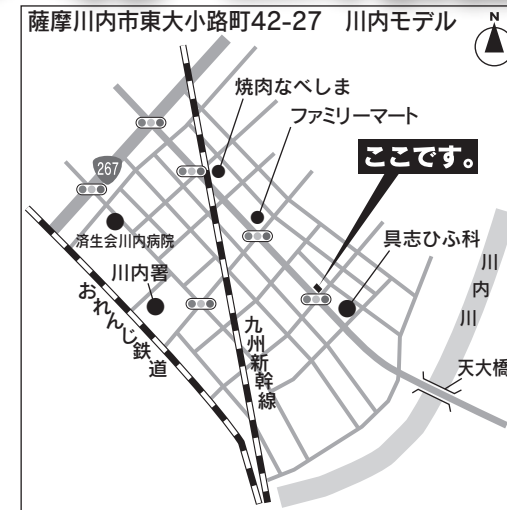 薩摩川内市東大小路町42-27　川内モデル
N
焼肉なべしま
ファミリーマート
ここです。
267
済生会川内病院
具志ひふ科
川内署
川内川
おれんじ鉄道
九州新幹線
天大橋